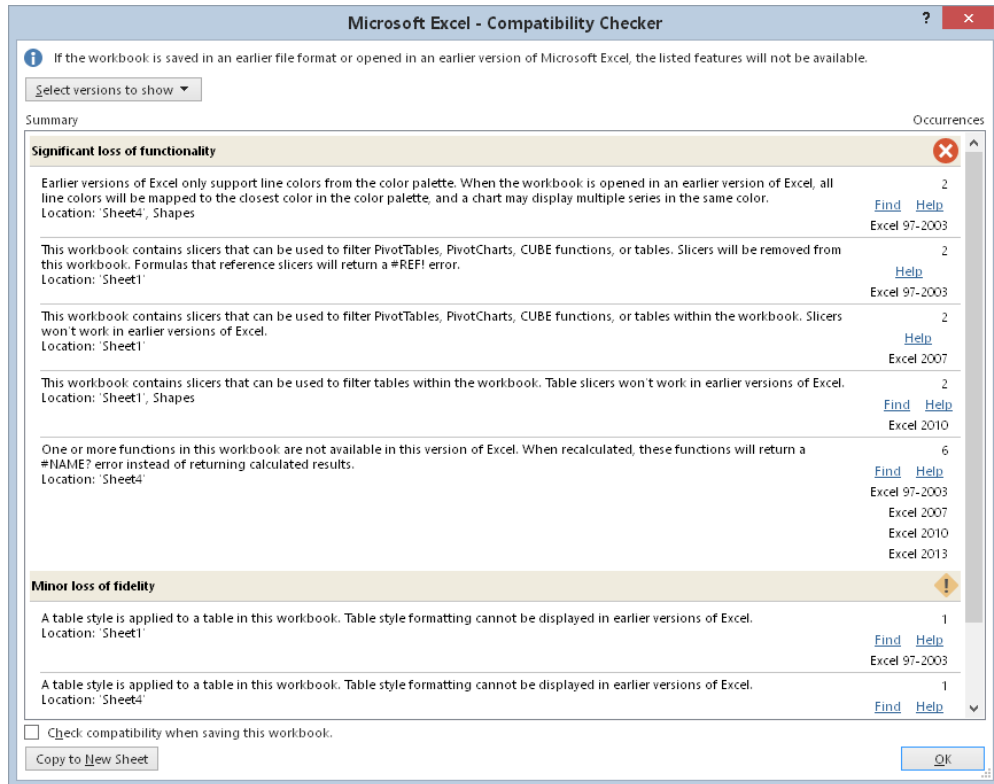 Microsoft Excel - Compatibility Checker
?
If the workbook is saved in an earlier file format or opened in an earlier version of Microsoft Excel, the listed features will not be available.
Select versions to show
Summary Occurrences
Significant loss of functionality
Earlier versions of Excel only support line colors from the color palette. When the workbook is opened in an earlier version of Excel, all 2
line colors will be mapped to the closest color in the color palette, and a chart may display multiple series in the same color. Find Help
Location: 'Sheet4', Shapes Excel 97-2003
This workbook contains slicers that can be used to filter PivotTables, PivotCharts, CUBE functions, or tables. Slicers will be removed from 2
this workbook. Formulas that reference slicers will return a #REF! error. Help
Location: 'Sheet1' Excel 97-2003
This workbook contains slicers that can be used to filter PivotTables, PivotCharts, CUBE functions, or tables within the workbook. Slicers 2
won't work in earlier versions of Excel. Help
Location: 'Sheet1' Excel 2007
This workbook contains slicers that can be used to filter tables within the workbook. Table slicers won't work in earlier versions of Excel. 2
Location: 'Sheet1', Shapes Find Help
Excel 2010
One or more functions in this workbook are not available in this version of Excel. When recalculated, these functions will return a 6
#NAME? error instead of returning calculated results. Find Help
Location: 'Sheet4' Excel 97-2003
Excel 2007
Excel 2010
Excel 2013
Minor loss of fidelity
A table style is applied to a table in this workbook. Table style formatting cannot be displayed in earlier versions of Excel. 1
Location: 'Sheet1' Find Help
Excel 97-2003
A table style is applied to a table in this workbook. Table style formatting cannot be displayed in earlier versions of Excel. 1
Location: 'Sheet4' Find Help
Check compatibility when saving this workbook.
Copy to New Sheet OK